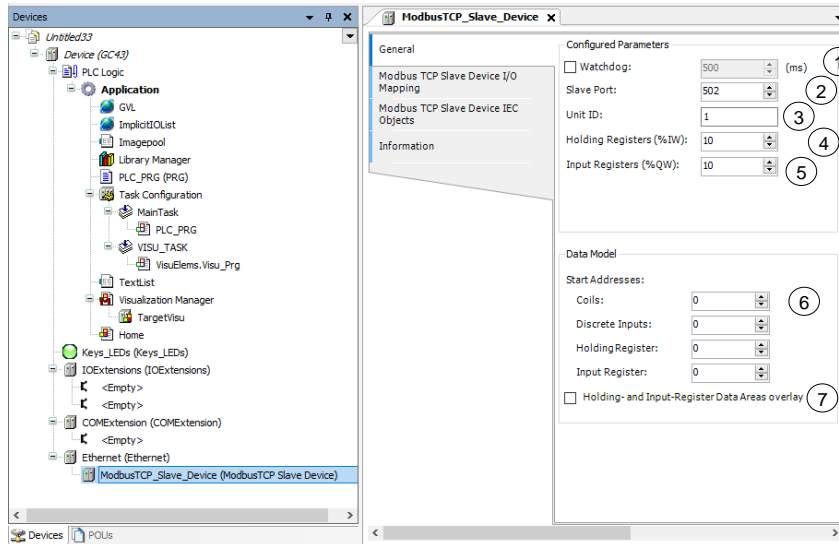 Devices
Untitled33
Device (GC43)
PLC Logic
Application
GVL
ImplicitIOList
Imagepool
Library Manager
PLC_PRG (PRG)
Task Configuration
MainTask
PLC_PRG
VISU_TASK
VisuElems.Visu_Prg
TextList
Visualization Manager
TargetVisu
Home
Keys_LEDs (Keys_LEDs)
IOExtensions (IOExtensions)
<Empty>
<Empty>
COMExtension (COMExtension)
<Empty>
Ethernet (Ethernet)
ModbusTCP_Slave_Device (ModbusTCP Slave Device)
Devices POUs
ModbusTCP_Slave_Device
General
Modbus TCP Slave Device I/O
Mapping
Modbus TCP Slave Device IEC
Objects
Information
Configured Parameters
Watchdog: 500 (ms) 1
Slave Port: 502 2
Unit ID: 1 3
Holding Registers (%IW): 10 4
Input Registers (%QW): 10 5
Data Model
Start Addresses:
Coils: 0 6
Discrete Inputs: 0
HoldingRegister: 0
Input Register: 0
Holding- and Input-Register Data Areas overlay 7